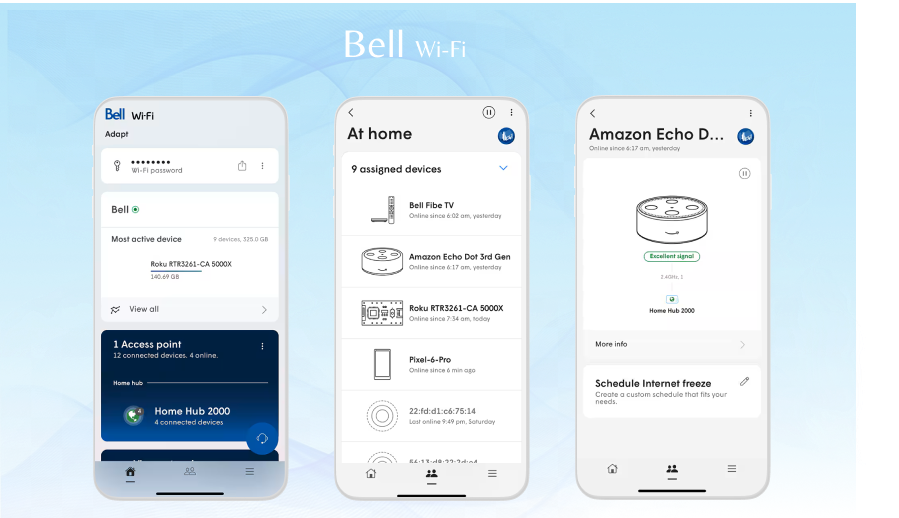 Bell Wi-Fi
Bell Wi-Fi
Adapt
••••••••
Wi-Fi password
Bell
Most active device 9 devices, 325.0 GB
Roku RTR3261-CA 5000X
140.69 GB
View all
1 Access point
12 connected devices. 4 online.
Home hub
4
Home Hub 2000
4 connected devices
At home
Bell
9 assigned devices
Bell Fibe TV
Online since 6:02 am, yesterday
Amazon Echo Dot 3rd Gen
Online since 6:17 am, yesterday
Roku RTR3261-CA 5000X
Online since 7:34 am, today
Pixel-6-Pro
Online since 6 min ago
22:fd:d1:c6:75:14
Last online 9:49 pm, Saturday
Amazon Echo D...
Bell
Online since 6:17 am, yesterday
Excellent signal
2.4GHz, 1
Home Hub 2000
More info
Schedule Internet freeze
Create a custom schedule that fits your
needs.